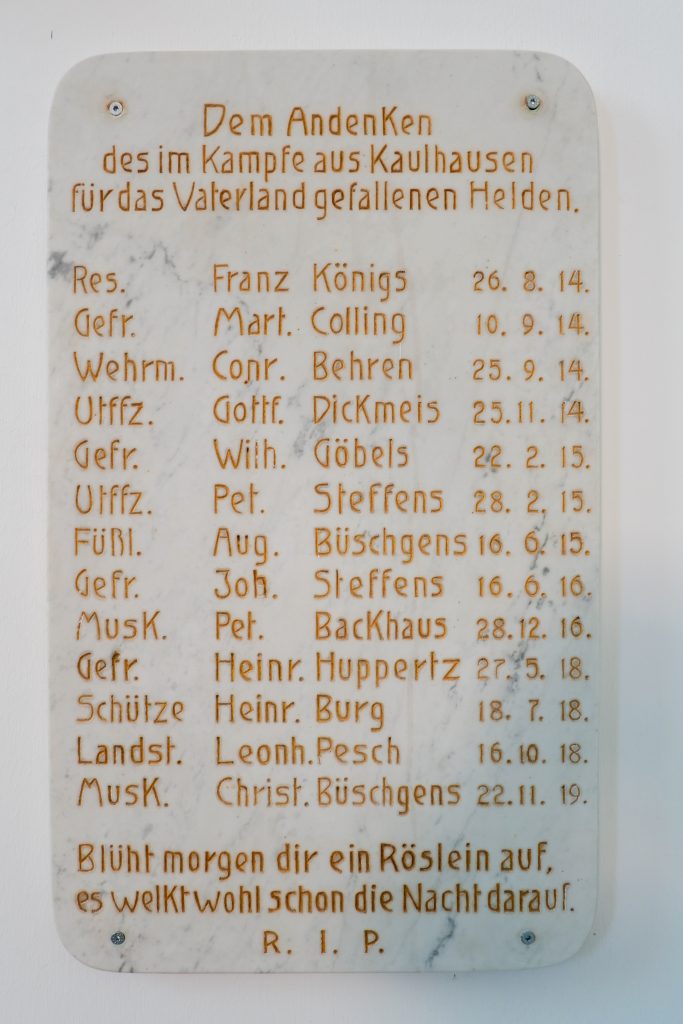 Dem Andenken
des im Kampfe aus Kaulhausen
für das Vaterland gefallenen Helden.
Res. Franz Königs 26. 8. 14.
Gefr. Mart. Colling 10. 9. 14.
Wehrm. Conr. Behren 25. 9. 14.
Utffz. Gottf. Dickmeis 25. 11. 14.
Gefr. Wilh. Göbels 22. 2. 15.
Utffz. Pet. Steffens 28. 2. 15.
Füßl. Aug. Büschgens 16. 6. 15.
Gefr. Joh. Steffens 16. 6. 16.
Musk. Pet. Backhaus 28. 12. 16.
Gefr. Heinr. Huppertz 27. 5. 18.
Schütze Heinr. Burg 18. 7. 18.
Landst. Leonh. Pesch 16. 10. 18.
Musk. Christ. Büschgens 22. 11. 19.
Blüht morgen dir ein Röslein auf,
es welkt wohl schon die Nacht darauf.
R. I. P.